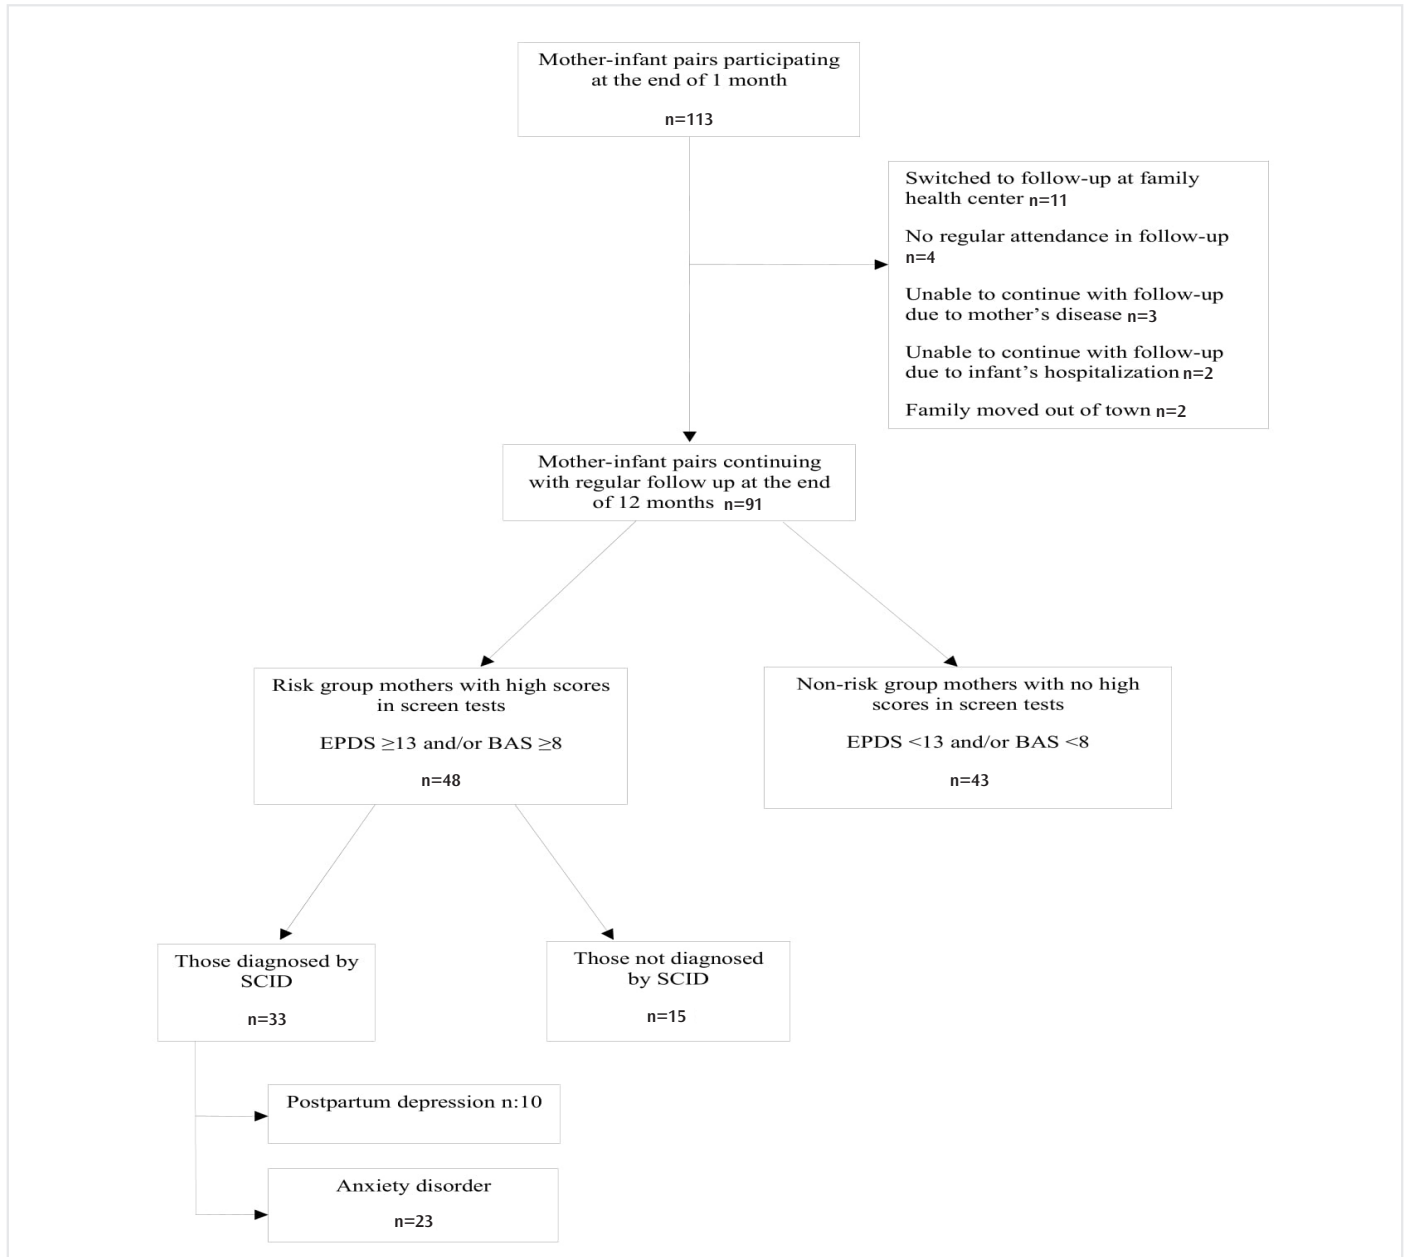 Mother-infant pairs participating
at the end of 1 month
n=113
Switched to follow-up at family
health center n=11
No regular attendance in follow-up
n=4
Unable to continue with follow-up
due to mother’s disease n=3
Unable to continue with follow-up
due to infant’s hospitalization n=2
Family moved out of town n=2
Mother-infant pairs continuing
with regular follow up at the end
of 12 months n=91
Risk group mothers with high scores
in screen tests
EPDS ≥13 and/or BAS ≥8
n=48
Non-risk group mothers with no high
scores in screen tests
EPDS <13 and/or BAS <8
n=43
Those diagnosed by
SCID
n=33
Those not diagnosed
by SCID
n=15
Postpartum depression n:10
Anxiety disorder
n=23